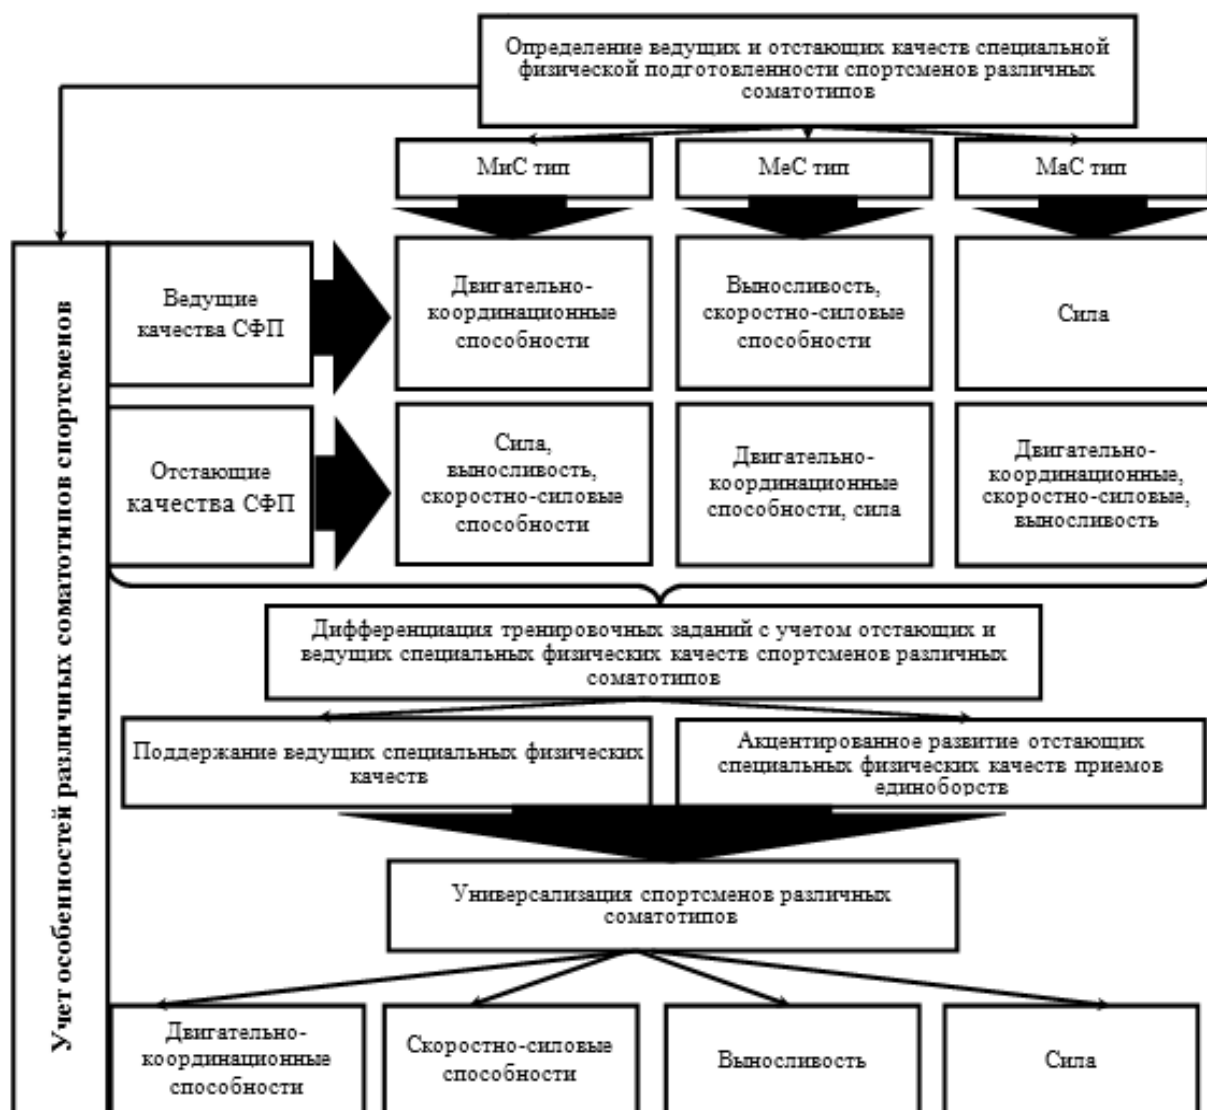 Определение ведущих и отстающих качеств специальной
физической подготовленности спортсменов различных
соматотипов
МиС тип
МеС тип
МаС тип
Учет особенностей различных соматотипов спортсменов
Ведущие
качества СФП
Двигательно-
координационные
способности
Выносливость,
скоростно-силовые
способности
Сила
Отстающие
качества СФП
Сила,
выносливость,
скоростно-силовые
способности
Двигательно-
координационные
способности, сила
Двигательно-
координационные,
скоростно-силовые,
выносливость
Дифференциация тренировочных заданий с учетом отстающих и
ведущих специальных физических качеств спортсменов различных
соматотипов
Поддержание ведущих специальных физических
качеств
Акцентированное развитие отстающих
специальных физических качеств приемов
единоборств
Универсализация спортсменов различных
соматотипов
Двигательно-
координационные
способности
Скоростно-силовые
способности
Выносливость
Сила